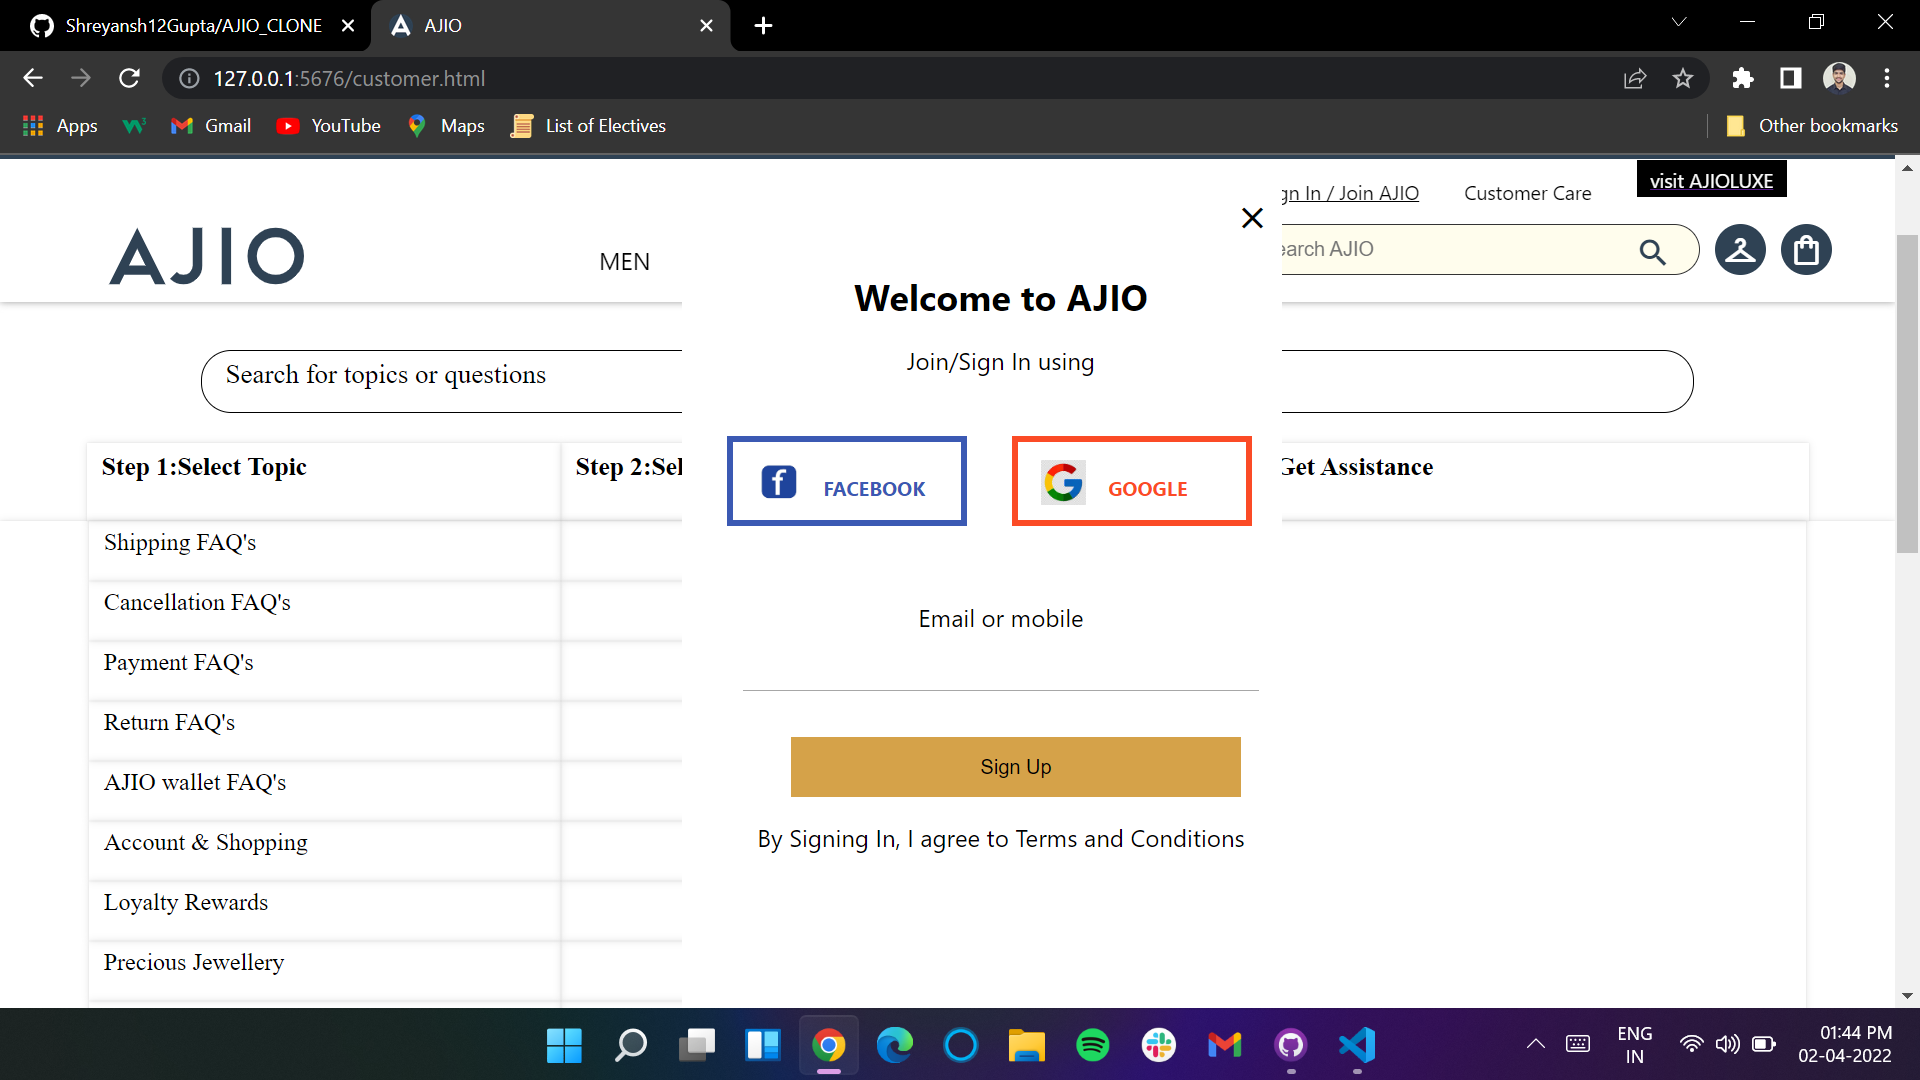 Shreyansh12Gupta/AJIO_CLONE
AJIO
127.0.0.1:5676/customer.html
Apps
Gmail
YouTube
Maps
List of Electives
Other bookmarks
gn In / Join AJIO
Customer Care
visit AJIOLUXE
AJIO
MEN
earch AJIO
Welcome to AJIO
Join/Sign In using
Search for topics or questions
FACEBOOK
GOOGLE
Step 1:Select Topic
Step 2:Sel
Get Assistance
Shipping FAQ's
Cancellation FAQ's
Payment FAQ's
Return FAQ's
AJIO wallet FAQ's
Account & Shopping
Loyalty Rewards
Precious Jewellery
Email or mobile
Sign Up
By Signing In, I agree to Terms and Conditions
ENG
IN
01:44 PM
02-04-2022